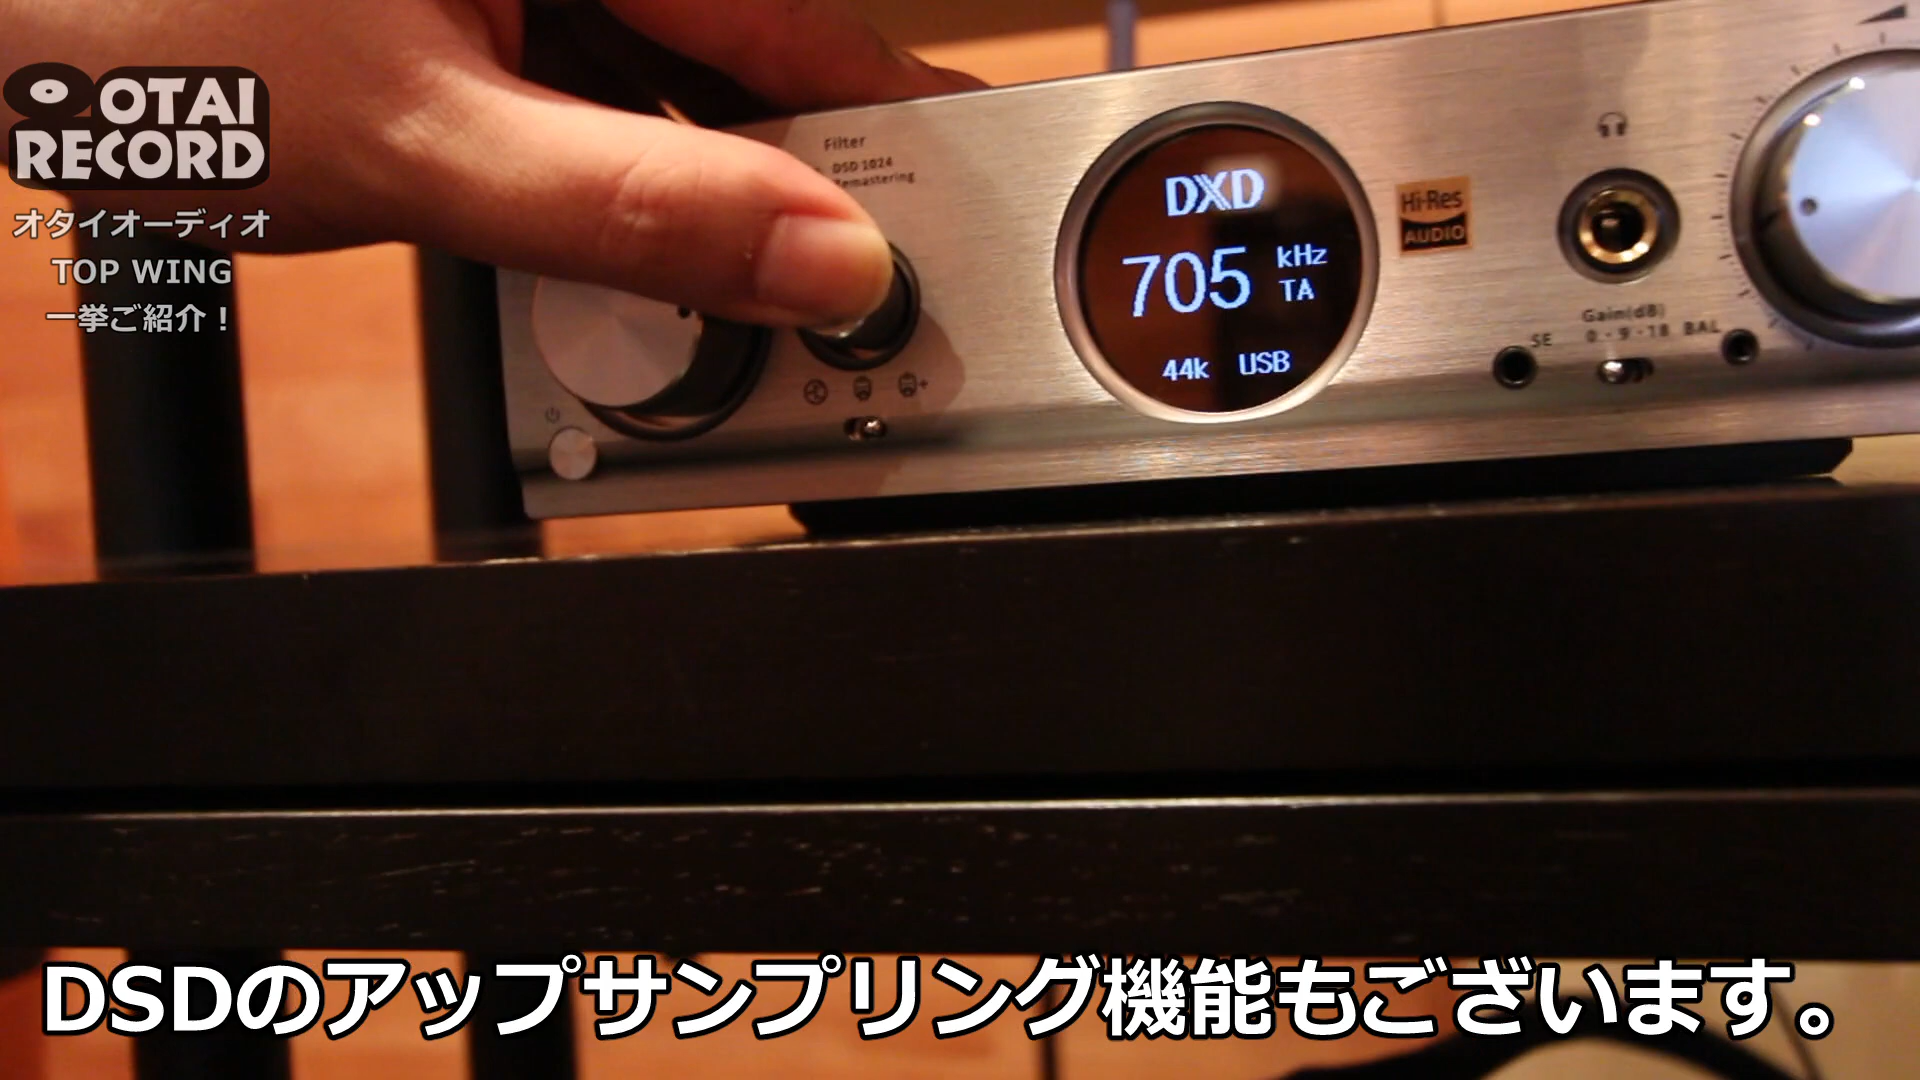 OTAI
RECORD
オタイオーディオ
TOP WING
一挙ご紹介！
Filter
DSD 1024
Remastering
DXD
705 kHz
TA
44k USB
Hi-Res
AUDIO
Gain(dB)
SE 0・9・18 BAL
DSDのアップサンプリング機能もございます。